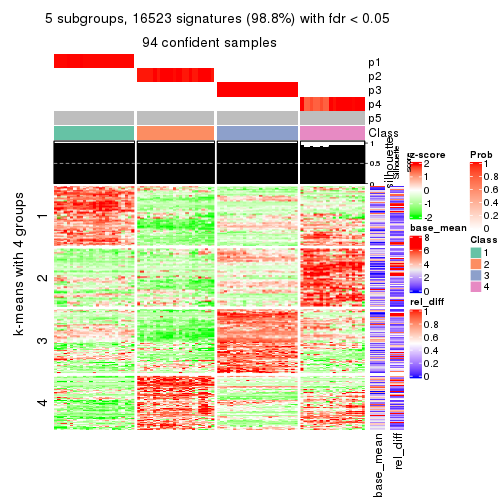 5 subgroups, 16523 signatures (98.8%) with fdr < 0.05
94 confident samples
p1
p2
p3
p4
p5
Class
1
0.5
0
silhouette
Silhouette
score
k-means with 4 groups
1
2
3
4
base_mean
rel_diff
z-score
2
1
0
-1
-2
base_mean
8
6
4
2
0
rel_diff
1
0.8
0.6
0.4
0.2
0
Prob
1
0.8
0.6
0.4
0.2
0
Class
1
2
3
4